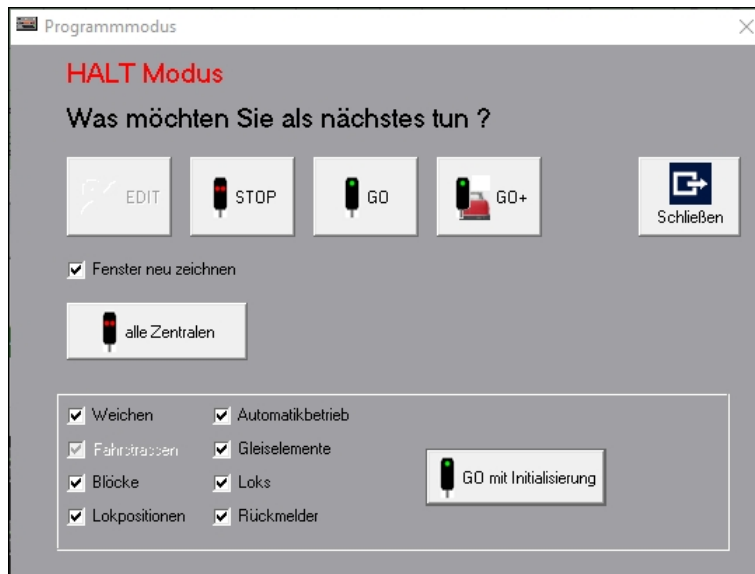 Programmmodus
HALT Modus
Was möchten Sie als nächstes tun ?
EDIT STOP GO GO+ Schließen
Fenster neu zeichnen
alle Zentralen
Weichen Automatikbetrieb
Fahrstrassen Gleiselemente
Blöcke Loks
Lokpositionen Rückmelder
GO mit Initialisierung